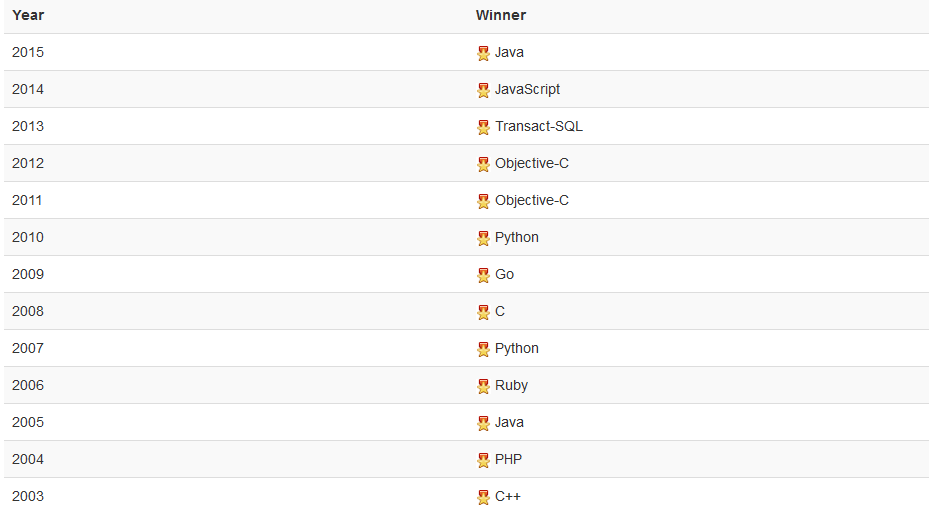 Year Winner
2015 Java
2014 JavaScript
2013 Transact-SQL
2012 Objective-C
2011 Objective-C
2010 Python
2009 Go
2008 C
2007 Python
2006 Ruby
2005 Java
2004 PHP
2003 C++